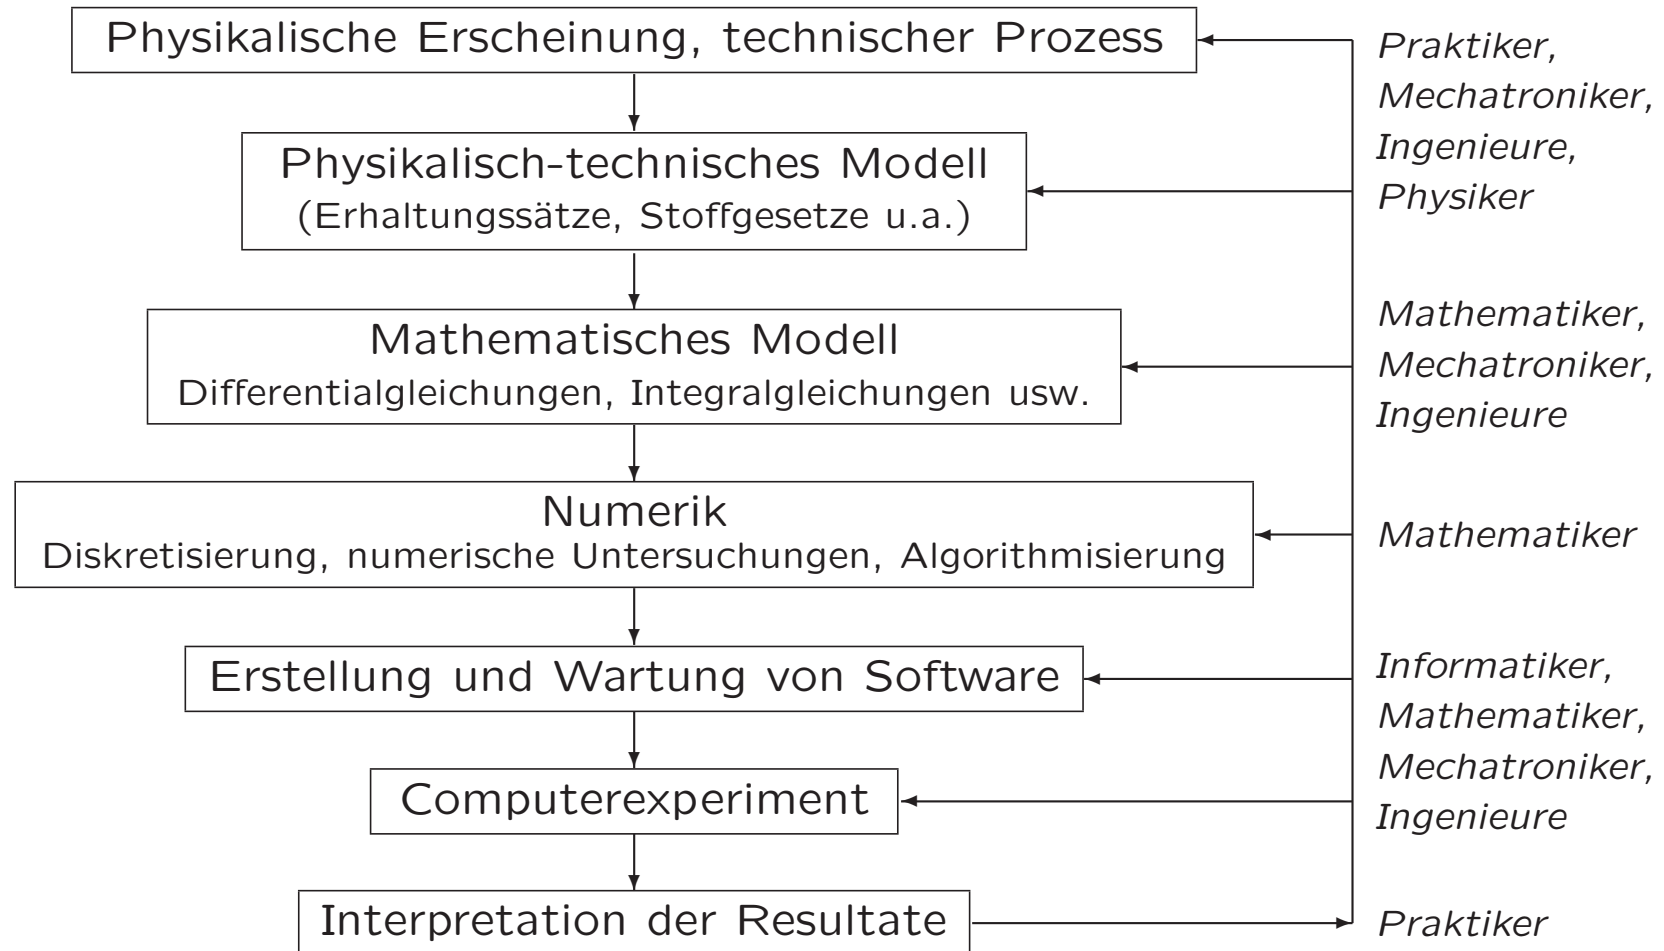 Physikalische Erscheinung, technischer Prozess
Physikalisch-technisches Modell
(Erhaltungssätze, Stoffgesetze u.a.)
Mathematisches Modell
Differentialgleichungen, Integralgleichungen usw.
Numerik
Diskretisierung, numerische Untersuchungen, Algorithmisierung
Erstellung und Wartung von Software
Computerexperiment
Interpretation der Resultate
Praktiker,
Mechatroniker,
Ingenieure,
Physiker
Mathematiker,
Mechatroniker,
Ingenieure
Mathematiker
Informatiker,
Mathematiker,
Mechatroniker,
Ingenieure
Praktiker